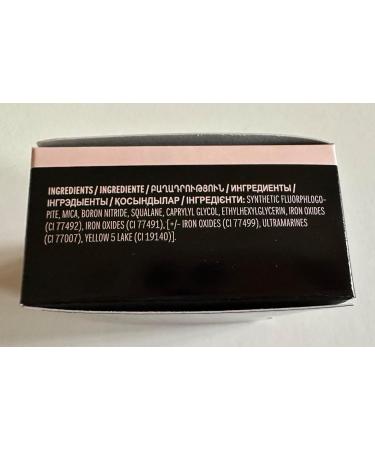 INGREDIENTS / INGREDIENTE / ԲԱՂԱԴՐՈՒԹՅՈՒՆ / ИНГРЕДИЕНТЫ /
ІНГРЭДЫЕНТЫ / ҚОСЫНДЫЛАР / ІНГРЕДІЄНТИ: SYNTHETIC FLUORPHLOGO-
PITE, MICA, BORON NITRIDE, SQUALANE, CAPRYLYL GLYCOL, ETHYLHEXYLGLYCERIN, IRON OXIDES
(CI 77492), IRON OXIDES (CI 77491), [+/- IRON OXIDES (CI 77499), ULTRAMARINES
(CI 77007), YELLOW 5 LAKE (CI 19140)].